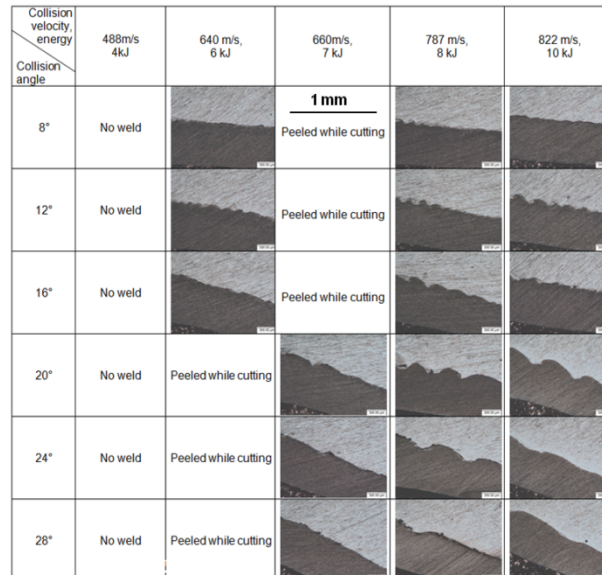 Collision
velocity,
energy
Collision
angle
488m/s
4kJ
640 m/s,
6 kJ
660m/s,
7 kJ
787 m/s,
8 kJ
822 m/s,
10 kJ
8°
No weld
1 mm
Peeled while cutting
12°
No weld
Peeled while cutting
16°
No weld
Peeled while cutting
20°
No weld
Peeled while cutting
24°
No weld
Peeled while cutting
28°
No weld
Peeled while cutting